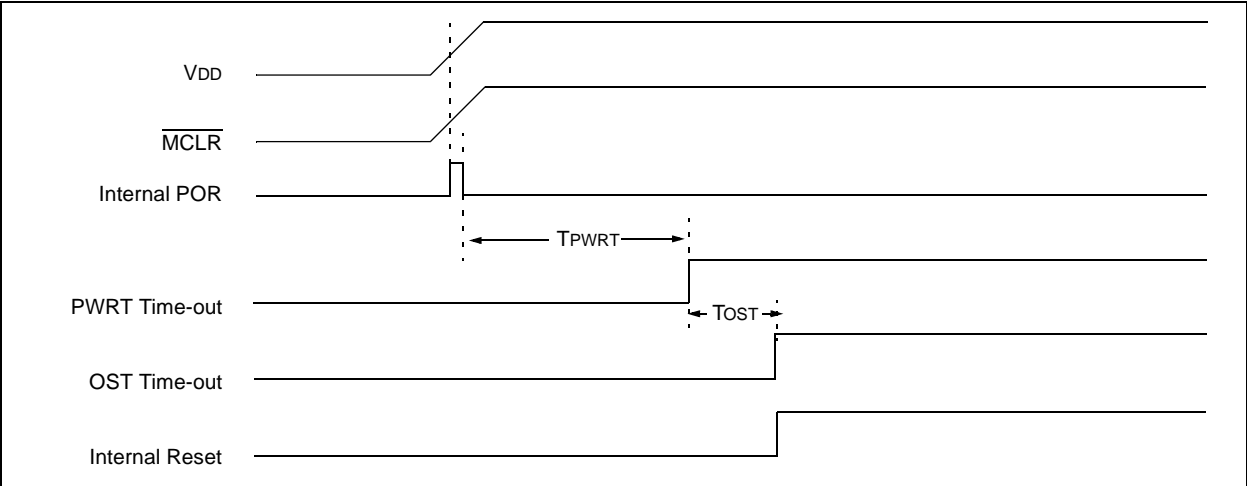 VDD
MCLR
Internal POR
TPWRT
PWRT Time-out
TOST
OST Time-out
Internal Reset